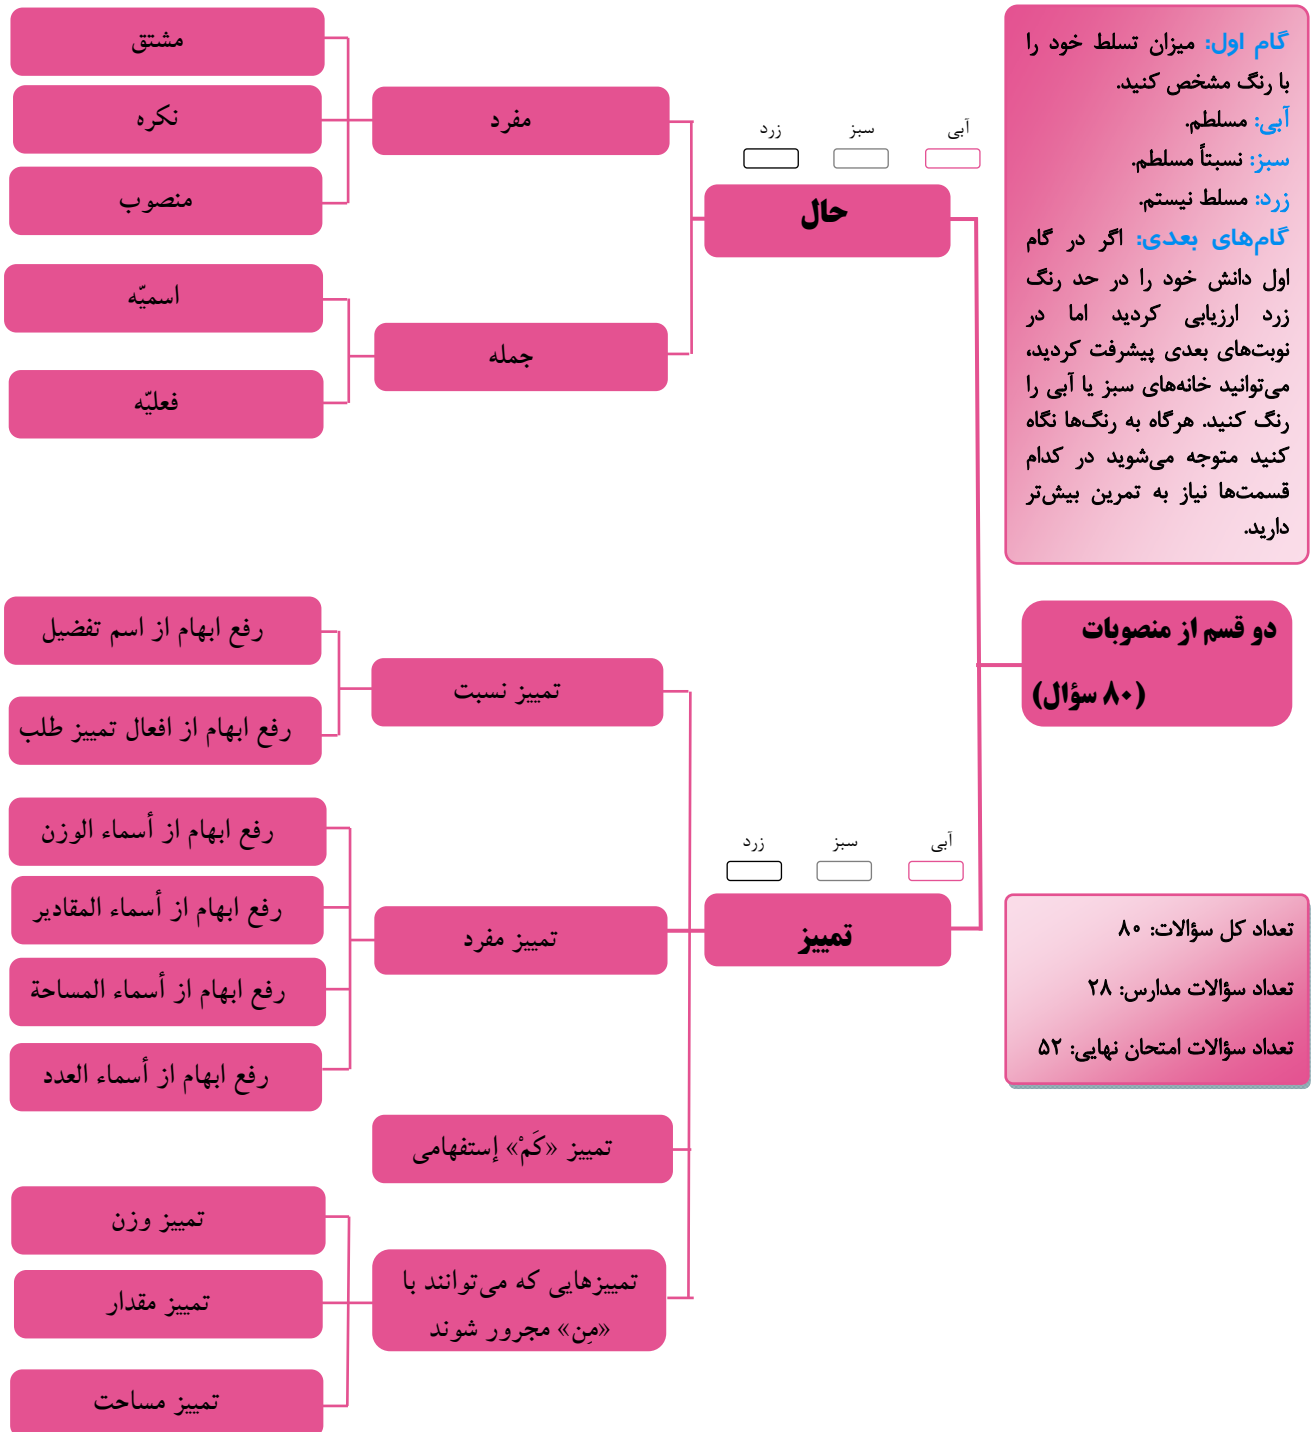 گام اول: میزان تسلط خود را
با رنگ مشخص کنید.
آبی: مسلطم.
سبز: نسبتاً مسلطم.
زرد: مسلط نیستم.
گام‌های بعدی: اگر در گام
اول دانش خود را در حد رنگ
زرد ارزیابی کردید اما در
نوبت‌های بعدی پیشرفت کردید،
می‌توانید خانه‌های سبز یا آبی را
رنگ کنید. هرگاه به رنگ‌ها نگاه
کنید متوجه می‌شوید در کدام
قسمت‌ها نیاز به تمرین بیش‌تر
دارید.
دو قسم از منصوبات
(۸۰ سؤال)
تعداد کل سؤالات: ۸۰
تعداد سؤالات مدارس: ۲۸
تعداد سؤالات امتحان نهایی: ۵۲
آبی سبز زرد
حال
مفرد
مشتق
نکره
منصوب
جمله
اسمیّه
فعلیّه
آبی سبز زرد
تمییز
تمییز نسبت
رفع ابهام از اسم تفضیل
رفع ابهام از افعال تمییز طلب
تمییز مفرد
رفع ابهام از أسماء الوزن
رفع ابهام از أسماء المقادیر
رفع ابهام از أسماء المساحة
رفع ابهام از أسماء العدد
تمییز «کَمْ» إستفهامی
تمییزهایی که می‌توانند با
«مِن» مجرور شوند
تمییز وزن
تمییز مقدار
تمییز مساحت